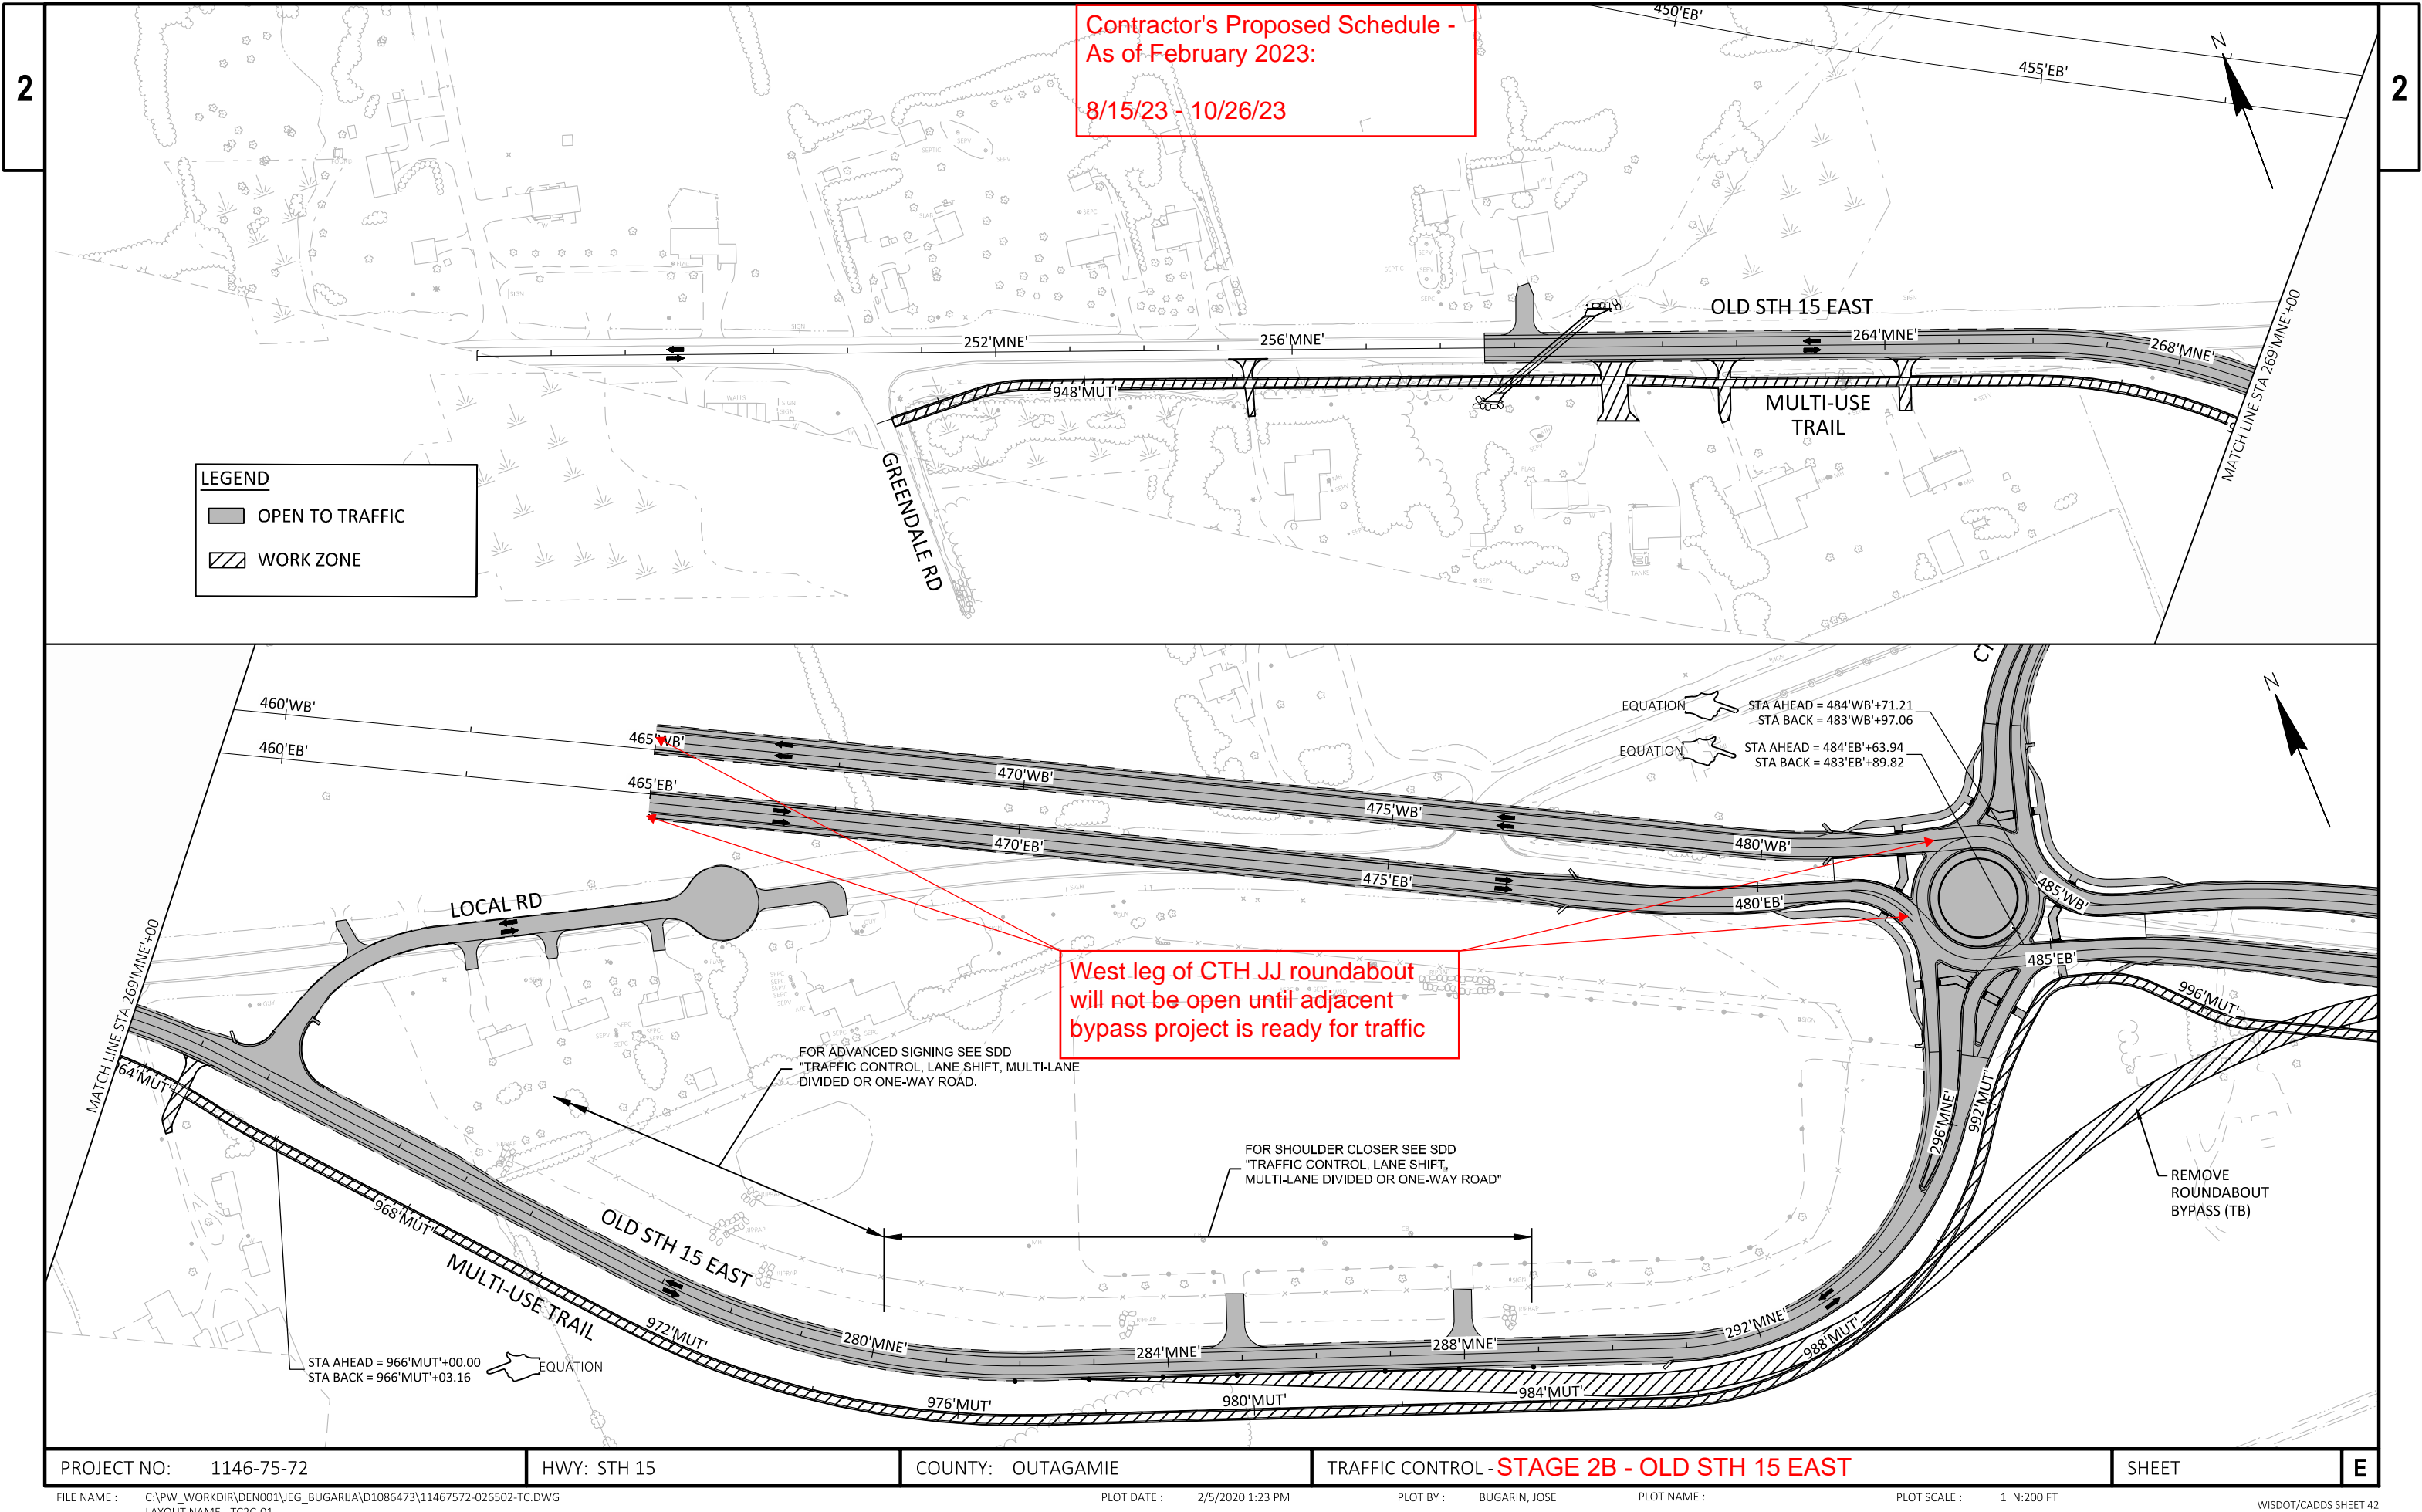 2
2
Contractor's Proposed Schedule -
As of February 2023:
8/15/23 - 10/26/23
450'EB'
455'EB'
N
OLD STH 15 EAST
252'MNE'
256'MNE'
264'MNE'
268'MNE'
948'MUT'
MULTI-USE
TRAIL
GREENDALE RD
MATCH LINE STA 269'MNE'+00
LEGEND
OPEN TO TRAFFIC
WORK ZONE
460'WB'
460'EB'
465'WB'
465'EB'
470'WB'
470'EB'
475'WB'
475'EB'
480'WB'
480'EB'
485'WB'
485'EB'
EQUATION
STA AHEAD = 484'WB'+71.21
STA BACK = 483'WB'+97.06
EQUATION
STA AHEAD = 484'EB'+63.94
STA BACK = 483'EB'+89.82
N
LOCAL RD
MATCH LINE STA 269'MNE'+00
West leg of CTH JJ roundabout
will not be open until adjacent
bypass project is ready for traffic
FOR ADVANCED SIGNING SEE SDD
"TRAFFIC CONTROL, LANE SHIFT, MULTI-LANE
DIVIDED OR ONE-WAY ROAD.
FOR SHOULDER CLOSER SEE SDD
"TRAFFIC CONTROL, LANE SHIFT,
MULTI-LANE DIVIDED OR ONE-WAY ROAD"
996'MUT'
992'MUT'
296'MNE'
REMOVE
ROUNDABOUT
BYPASS (TB)
64'MUT'
968'MUT'
OLD STH 15 EAST
MULTI-USE TRAIL
972'MUT'
280'MNE'
284'MNE'
288'MNE'
292'MNE'
988'MUT'
976'MUT'
980'MUT'
984'MUT'
STA AHEAD = 966'MUT'+00.00
STA BACK = 966'MUT'+03.16
EQUATION
PROJECT NO: 1146-75-72
HWY: STH 15
COUNTY: OUTAGAMIE
TRAFFIC CONTROL - STAGE 2B - OLD STH 15 EAST
SHEET
E
FILE NAME : C:\PW_WORKDIR\DEN001\JEG_BUGARIJA\D1086473\11467572-026502-TC.DWG
PLOT DATE : 2/5/2020 1:23 PM
PLOT BY : BUGARIN, JOSE
PLOT NAME :
PLOT SCALE : 1 IN:200 FT
WISDOT/CADDS SHEET 42